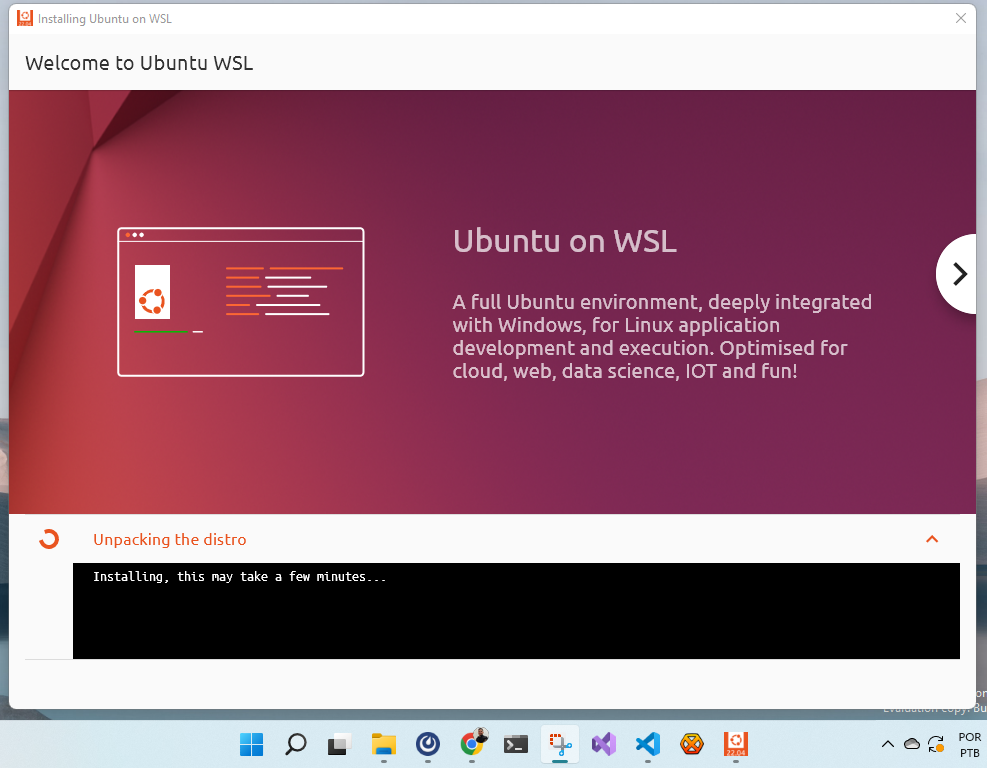 Installing Ubuntu on WSL
Welcome to Ubuntu WSL
Ubuntu on WSL
A full Ubuntu environment, deeply integrated
with Windows, for Linux application
development and execution. Optimised for
cloud, web, data science, IOT and fun!
Unpacking the distro
Installing, this may take a few minutes...
Evaluation copy. Bu
22.04
POR
PTB